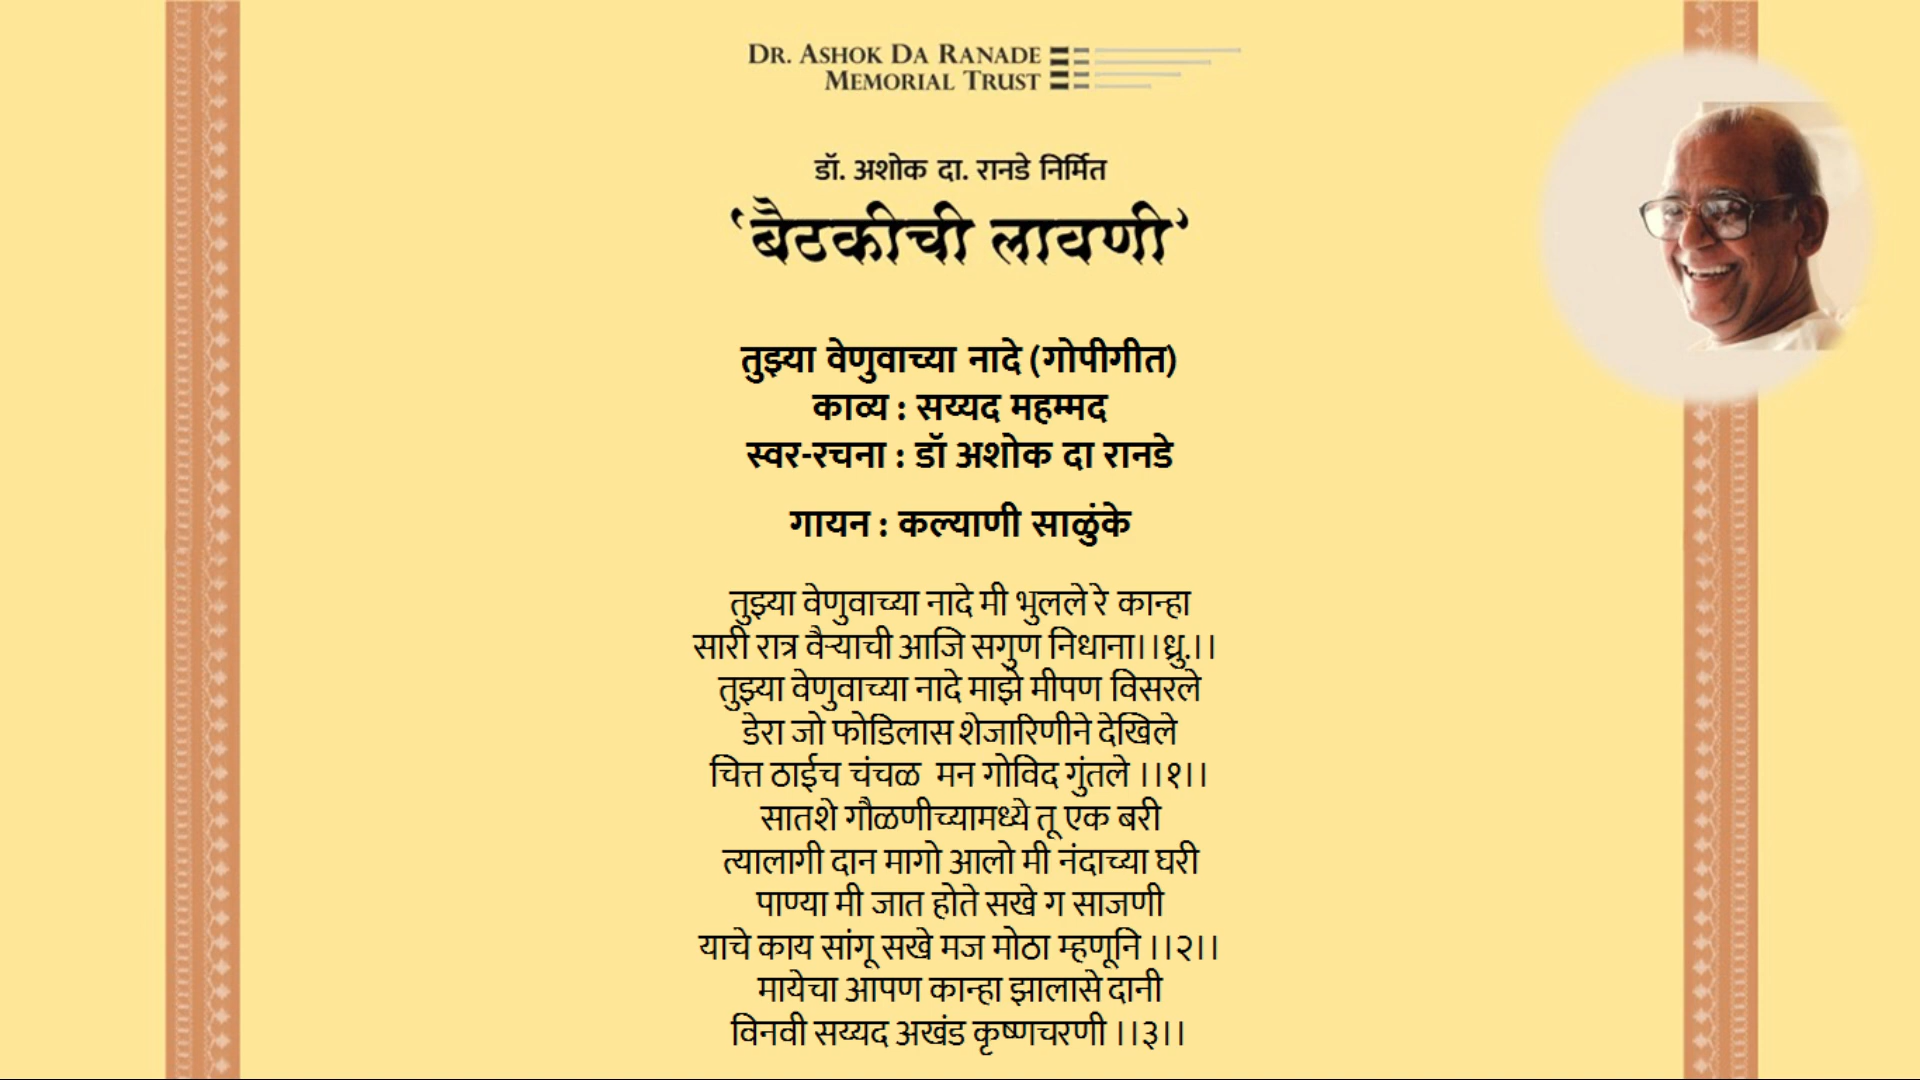 DR. ASHOK DA RANADE
MEMORIAL TRUST
डॉ. अशोक दा. रानडे निर्मित
‘बैठकीची लावणी’
तुझ्या वेणुवाच्या नादे (गोपीगीत)
काव्य : सय्यद महम्मद
स्वर-रचना : डॉ अशोक दा रानडे
गायन : कल्याणी साळुंके
तुझ्या वेणुवाच्या नादे मी भुलले रे कान्हा
सारी रात्र वैऱ्याची आजि सगुण निधाना।।ध्रु.।।
तुझ्या वेणुवाच्या नादे माझे मीपण विसरले
डेरा जो फोडिलास शेजारिणीने देखिले
चित्त ठाईच चंचळ मन गोविद गुंतले ।।१।।
सातशे गौळणीच्यामध्ये तू एक बरी
त्यालागी दान मागो आलो मी नंदाच्या घरी
पाण्या मी जात होते सखे ग साजणी
याचे काय सांगू सखे मज मोठा म्हणूनि ।।२।।
मायेचा आपण कान्हा झालासे दानी
विनवी सय्यद अखंड कृष्णचरणी ।।३।।